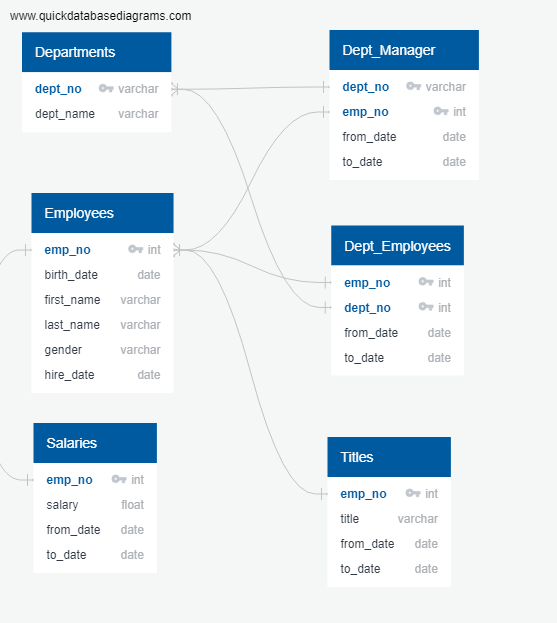 www.quickdatabasediagrams.com
Departments
dept_no varchar
dept_name varchar
Dept_Manager
dept_no varchar
emp_no int
from_date date
to_date date
Employees
emp_no int
birth_date date
first_name varchar
last_name varchar
gender varchar
hire_date date
Dept_Employees
emp_no int
dept_no int
from_date date
to_date date
Salaries
emp_no int
salary float
from_date date
to_date date
Titles
emp_no int
title varchar
from_date date
to_date date